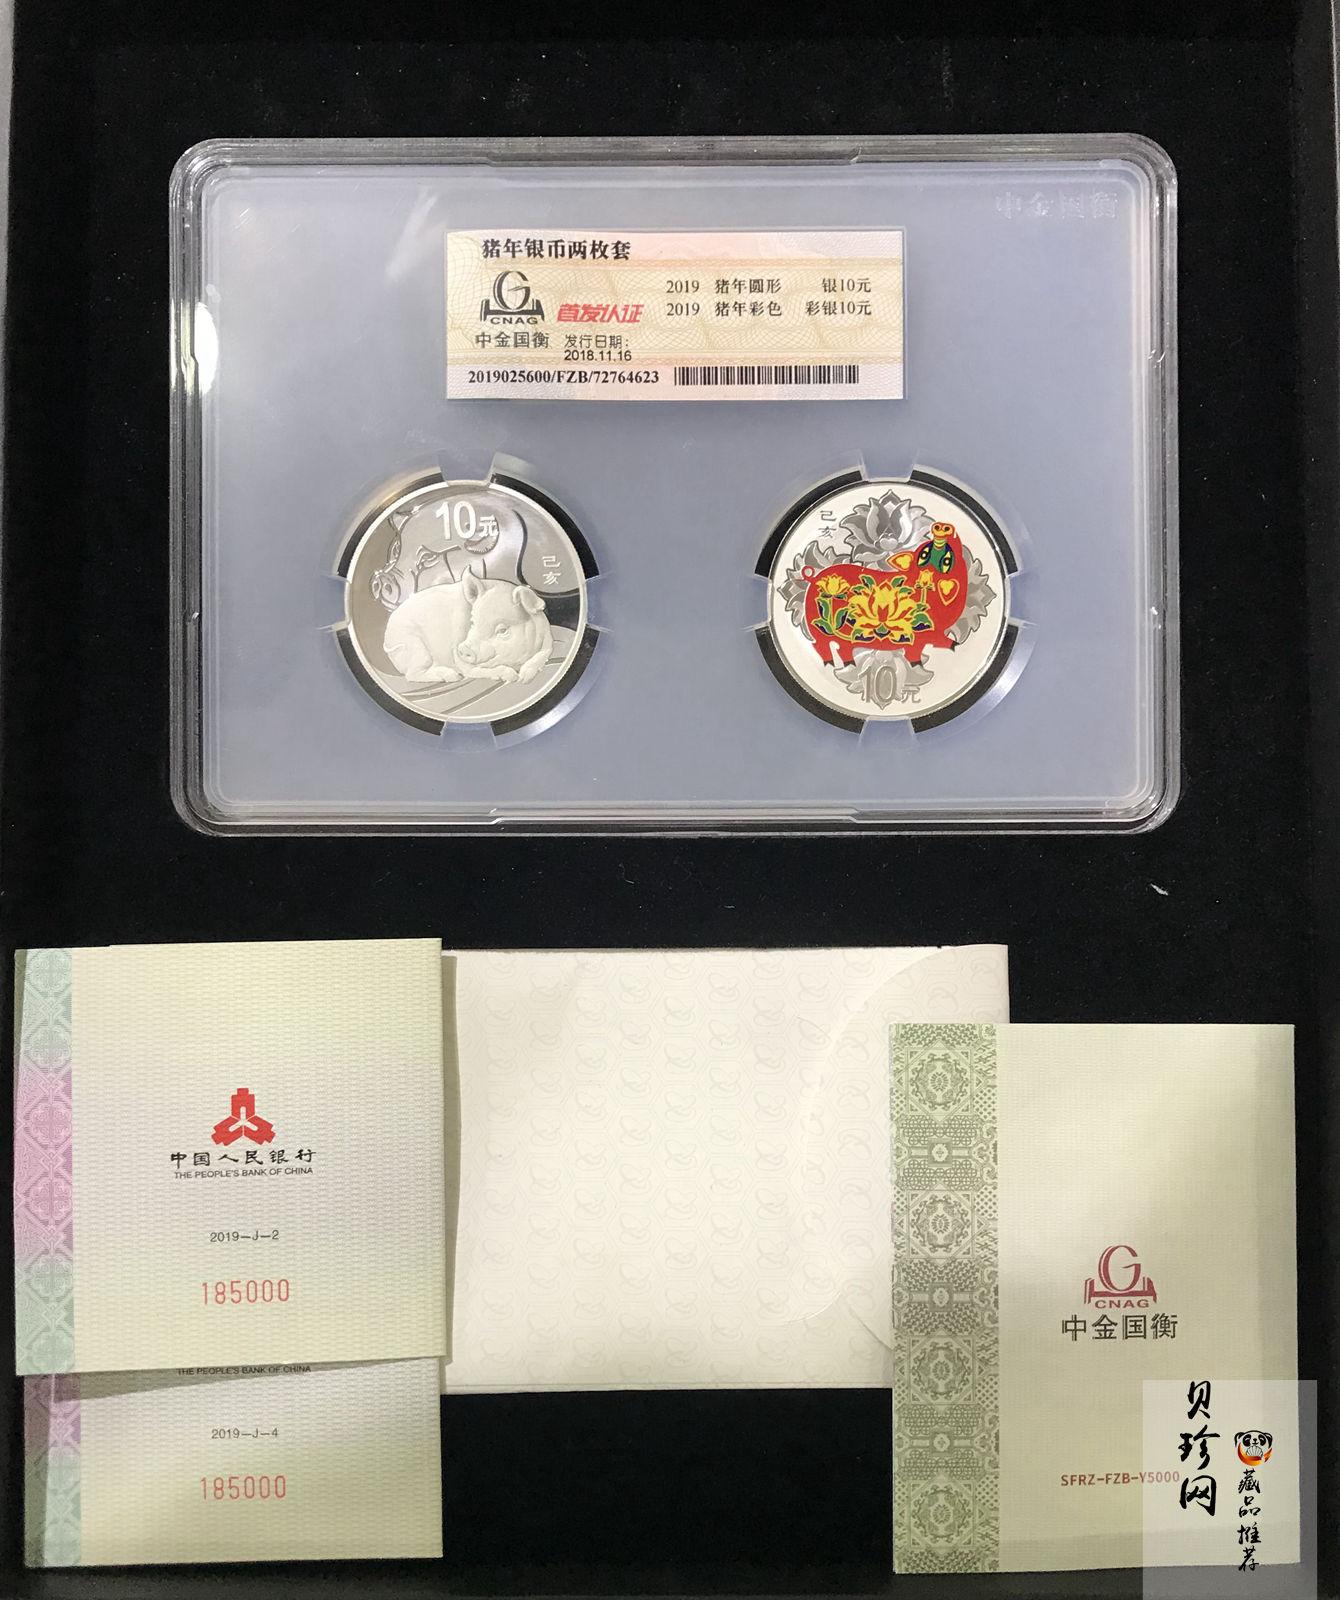 中金国衡
猪年银币两枚套
CNAG
中金国衡
首发认证
发行日期:
2018.11.16
2019 猪年圆形 银10元
2019 猪年彩色 彩银10元
2019025600/FZB/72764623
10元
己亥
己亥
10元
中国人民银行
THE PEOPLE'S BANK OF CHINA
2019-J-2
185000
THE PEOPLE'S BANK OF CHINA
2019-J-4
185000
CNAG
中金国衡
SFRZ-FZB-Y5000
贝珍网
藏品推荐